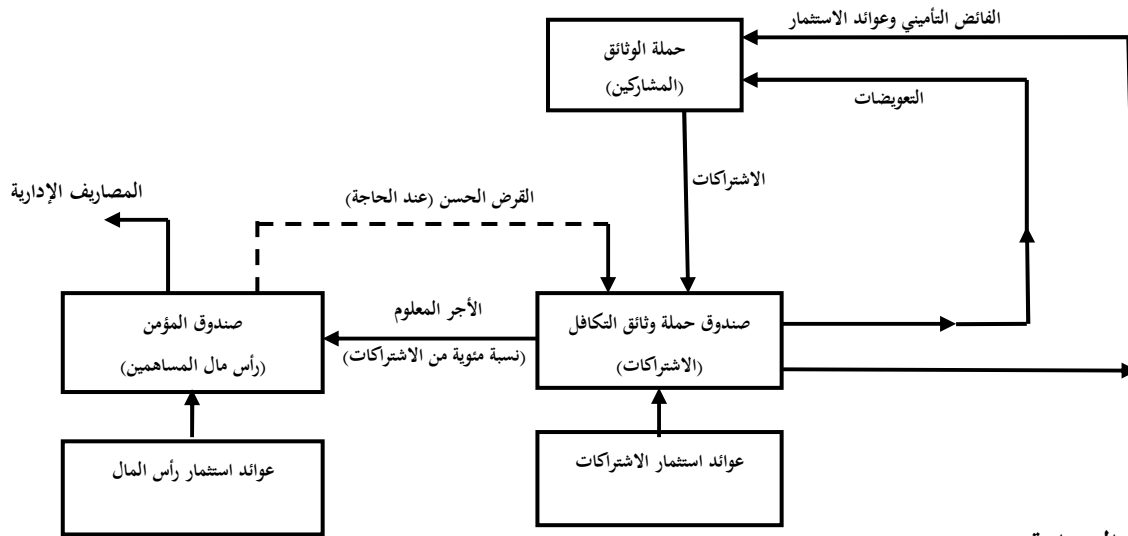 الفائض التأميني وعوائد الاستثمار
حملة الوثائق
(المشاركين)
التعويضات
الاشتراكات
المصاريف الإدارية
القرض الحسن (عند الحاجة)
صندوق حملة وثائق التكافل
(الاشتراكات)
الأجر المعلوم
(نسبة مئوية من الاشتراكات)
صندوق المؤمن
(رأس مال المساهمين)
عوائد استثمار الاشتراكات
عوائد استثمار رأس المال